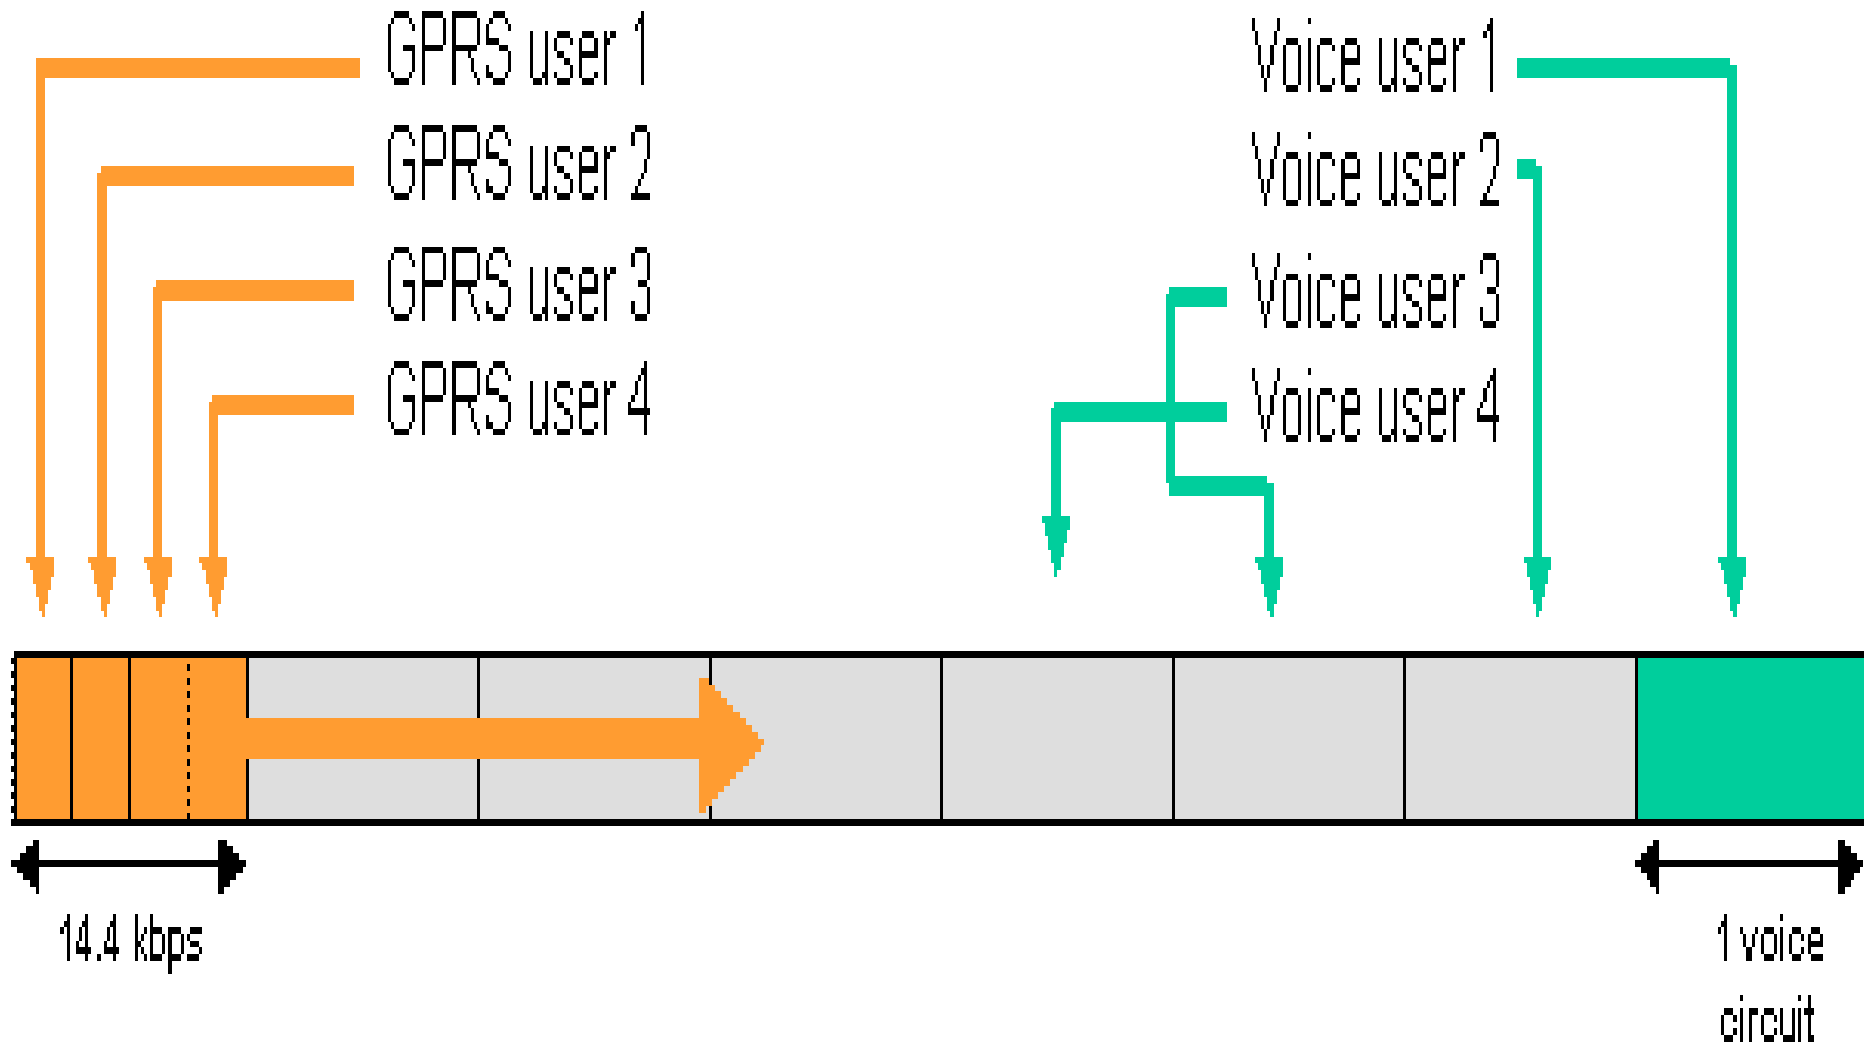 GPRS user 1
GPRS user 2
GPRS user 3
GPRS user 4
Voice user 1
Voice user 2
Voice user 3
Voice user 4
14.4 kbps
1 voice
circuit